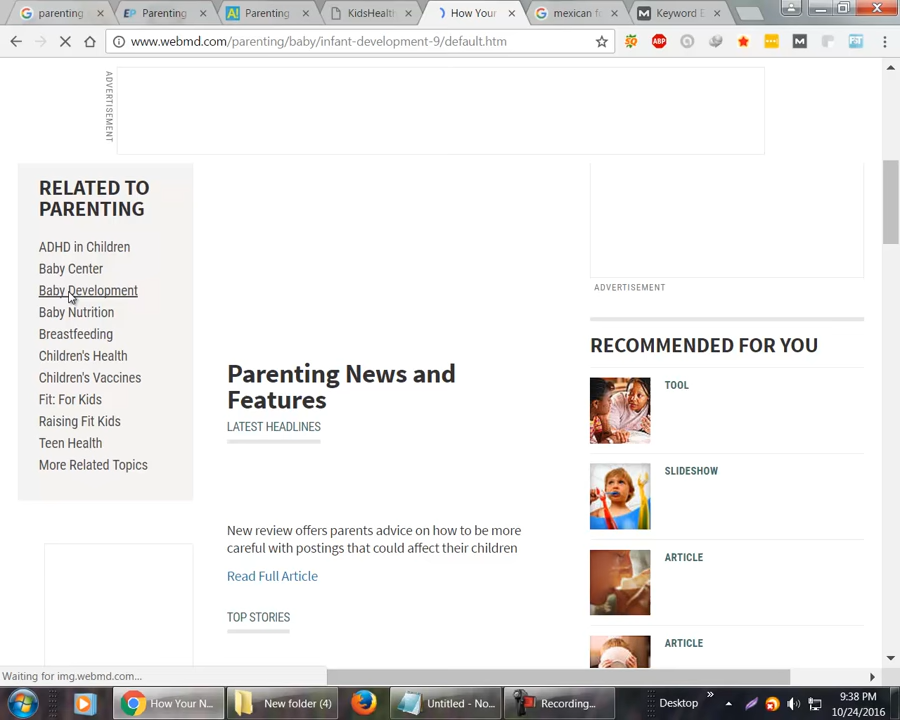 parenting
Parenting
Parenting
KidsHealth
How Your
mexican f
Keyword E
www.webmd.com/parenting/baby/infant-development-9/default.htm
ABP
ADVERTISEMENT
RELATED TO
PARENTING
ADHD in Children
Baby Center
Baby Development
Baby Nutrition
Breastfeeding
Children's Health
Children's Vaccines
Fit: For Kids
Raising Fit Kids
Teen Health
More Related Topics
Parenting News and
Features
LATEST HEADLINES
New review offers parents advice on how to be more
careful with postings that could affect their children
Read Full Article
TOP STORIES
ADVERTISEMENT
RECOMMENDED FOR YOU
TOOL
SLIDESHOW
ARTICLE
ARTICLE
Waiting for img.webmd.com...
How Your N...
New folder (4)
Untitled - No...
Recording...
Desktop
9:38 PM
10/24/2016